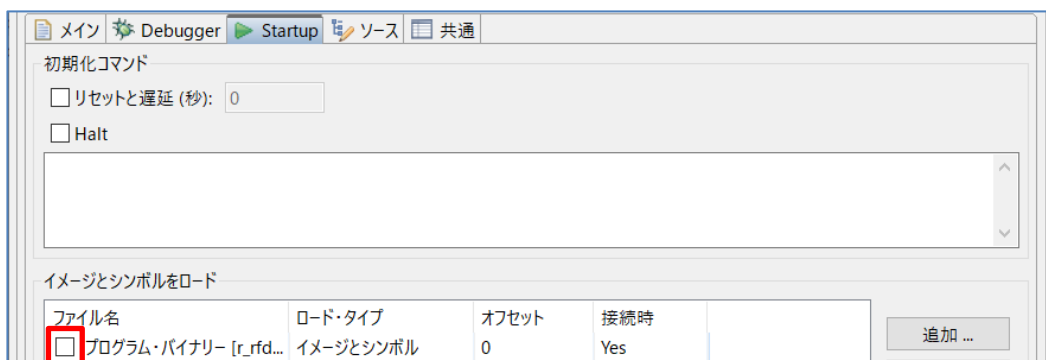 メイン Debugger Startup ソース 共通
初期化コマンド
リセットと遅延 (秒): 0
Halt
イメージとシンボルをロード
ファイル名 ロード・タイプ オフセット 接続時
追加 ...
プログラム・バイナリー [r_rfd... イメージとシンボル 0 Yes